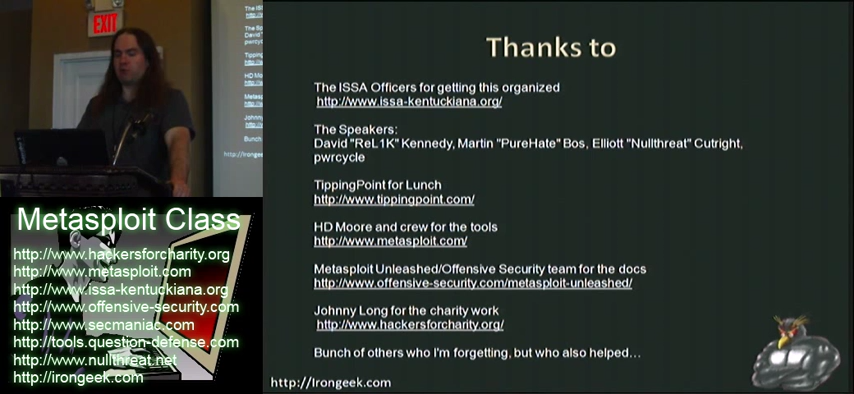 EXIT
Metasploit Class
http://www.hackersforcharity.org
http://www.metasploit.com
http://www.issa-kentuckiana.org
http://www.offensive-security.com
http://www.secmaniac.com
http://tools.question-defense.com
http://www.nullthreat.net
http://irongeek.com
Thanks to
The ISSA Officers for getting this organized
http://www.issa-kentuckiana.org/
The Speakers:
David "ReL1K" Kennedy, Martin "PureHate" Bos, Elliott "Nullthreat" Cutright,
pwrcycle
TippingPoint for Lunch
http://www.tippingpoint.com/
HD Moore and crew for the tools
http://www.metasploit.com/
Metasploit Unleashed/Offensive Security team for the docs
http://www.offensive-security.com/metasploit-unleashed/
Johnny Long for the charity work
http://www.hackersforcharity.org/
Bunch of others who I'm forgetting, but who also helped…
http://Irongeek.com